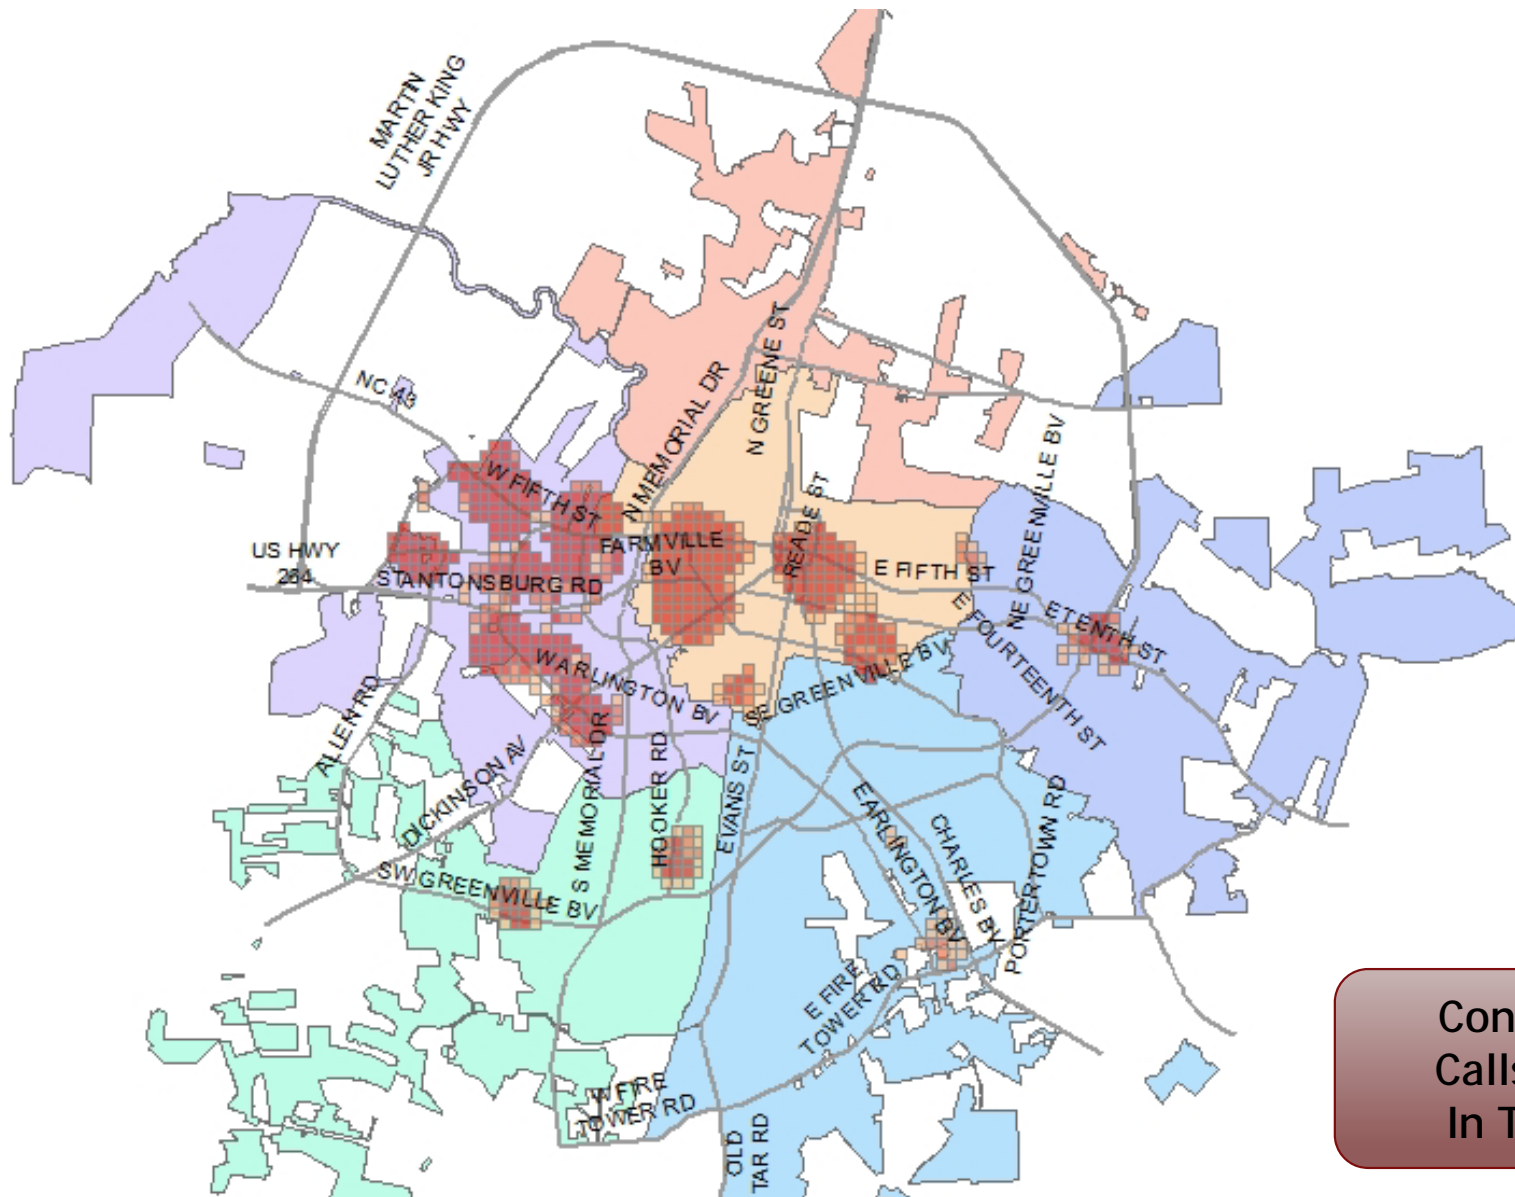 MARTIN
LUTHER KING
JR HWY
NC 43
N MEMORIAL DR
N GREENE ST
NE GREENVILLE BV
W FIFTH ST
READE ST
US HWY
264
FARMVILLE
BV
STANTONSBURG RD
E FIFTH ST
E TENTH ST
E FOURTEENTH ST
W ARLINGTON BV
SE GREENVILLE BV
ALLEN RD
DICKINSON AV
S MEMORIAL DR
HOOKER RD
EVANS ST
E ARLINGTON BV
CHARLES BV
PORTERTOWN RD
SW GREENVILLE BV
E FIRE
TOWER RD
W FIRE
TOWER RD
OLD
TAR RD
Con
Calls
In T